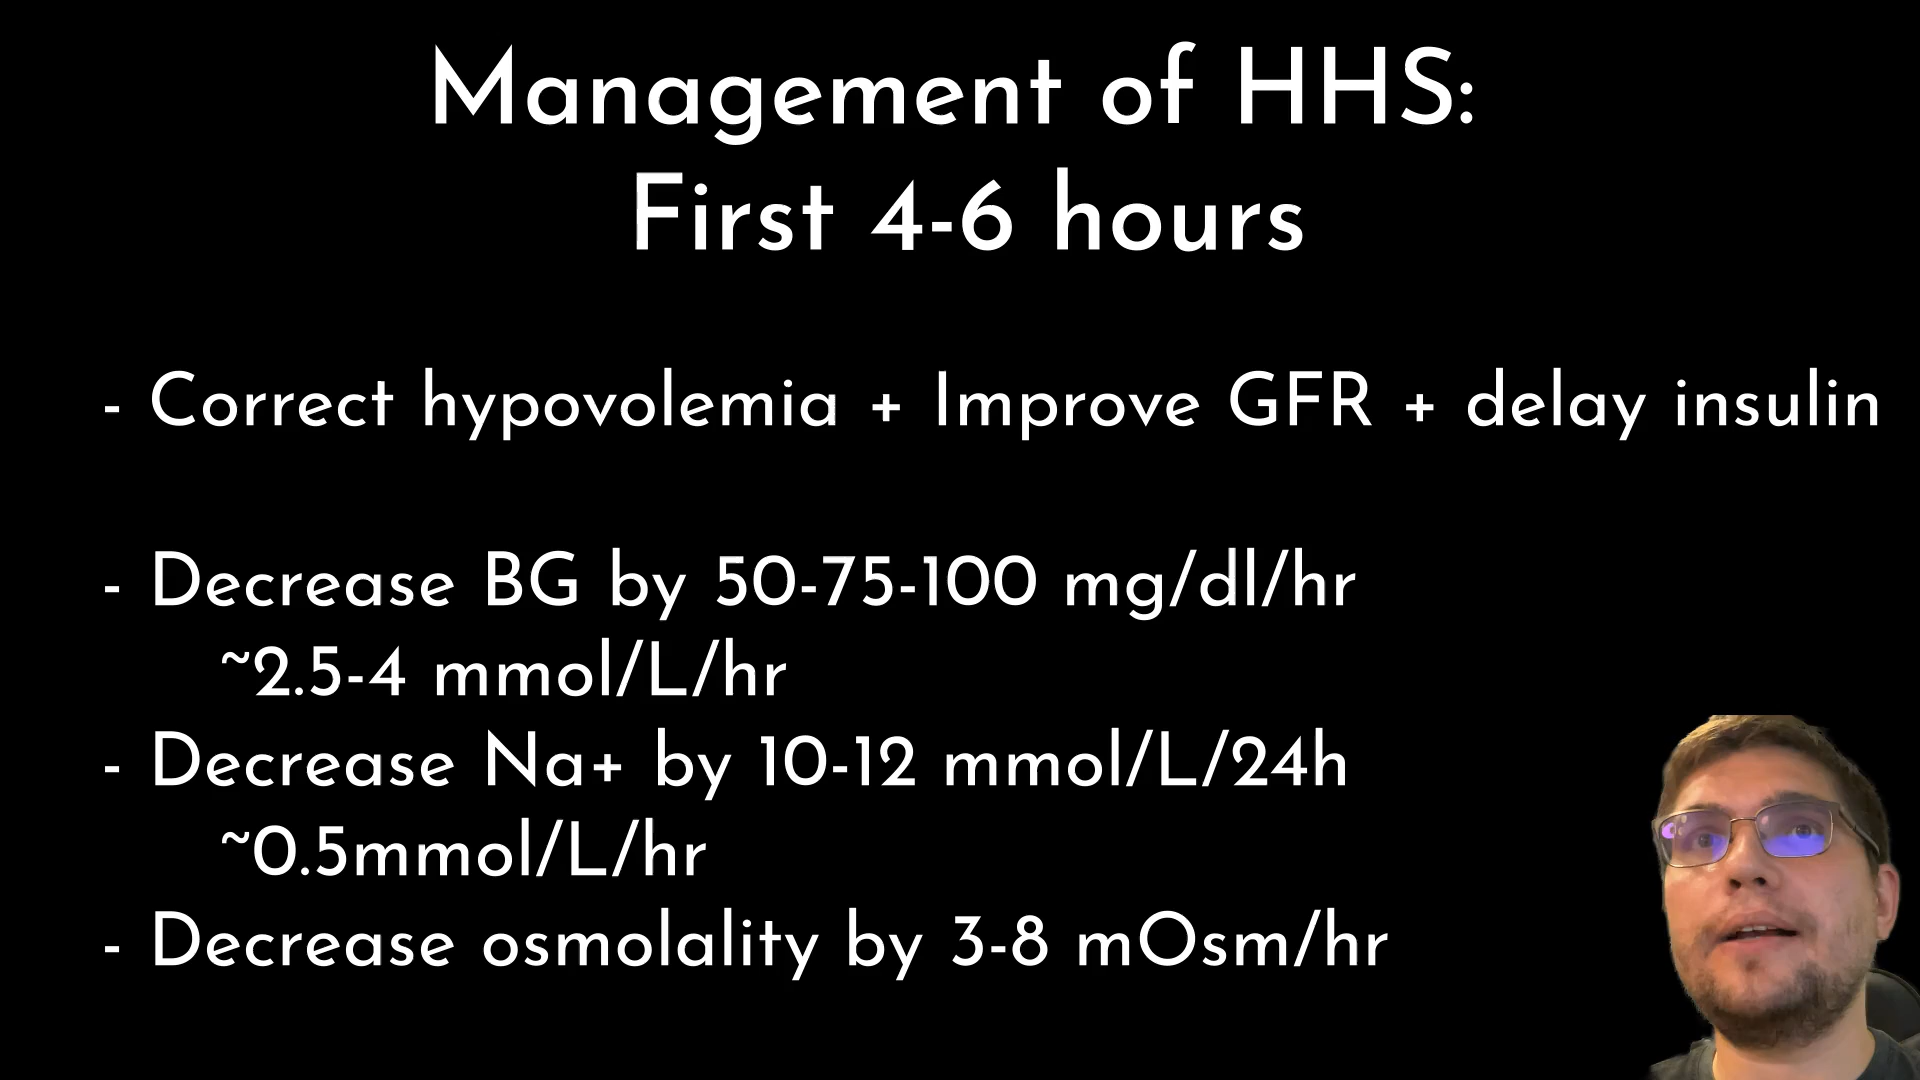 Management of HHS:
First 4-6 hours
- Correct hypovolemia + Improve GFR + delay insulin
- Decrease BG by 50-75-100 mg/dl/hr
~2.5-4 mmol/L/hr
- Decrease Na+ by 10-12 mmol/L/24h
~0.5mmol/L/hr
- Decrease osmolality by 3-8 mOsm/hr